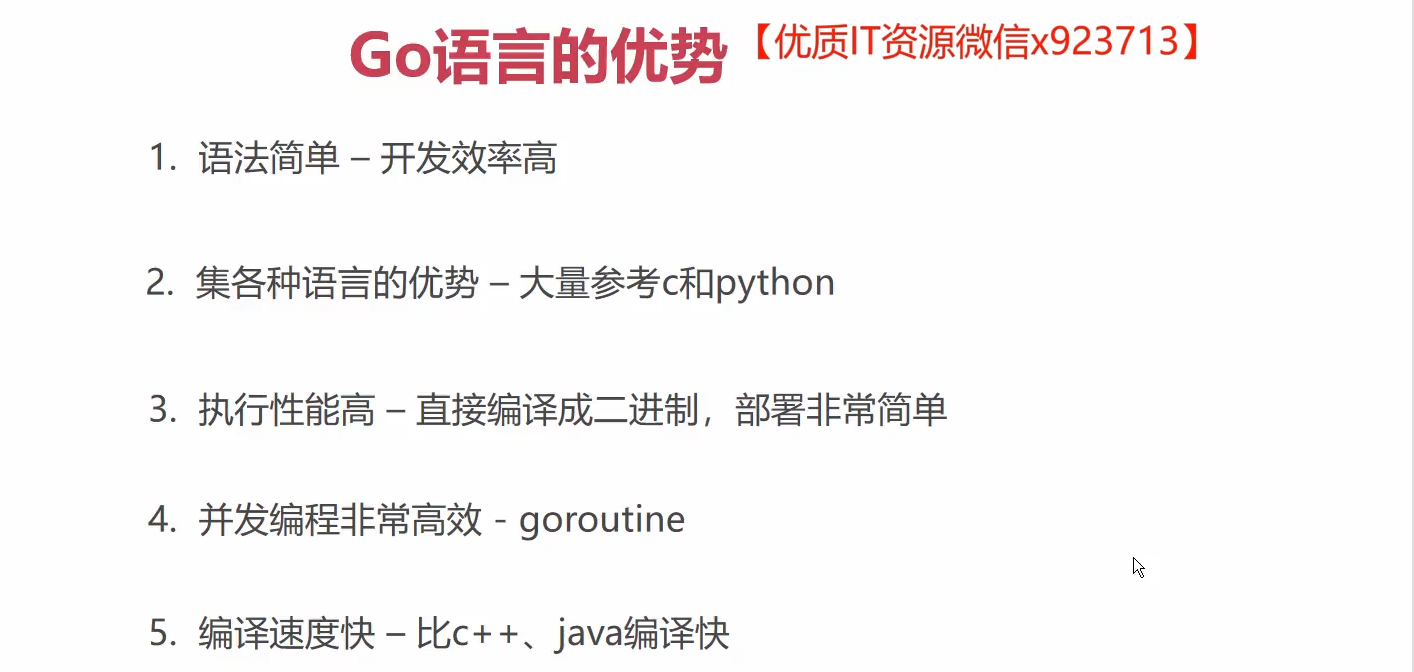 Go语言的优势
【优质IT资源微信x923713】
1. 语法简单 – 开发效率高
2. 集各种语言的优势 – 大量参考c和python
3. 执行性能高 – 直接编译成二进制，部署非常简单
4. 并发编程非常高效 - goroutine
5. 编译速度快 – 比c++、java编译快